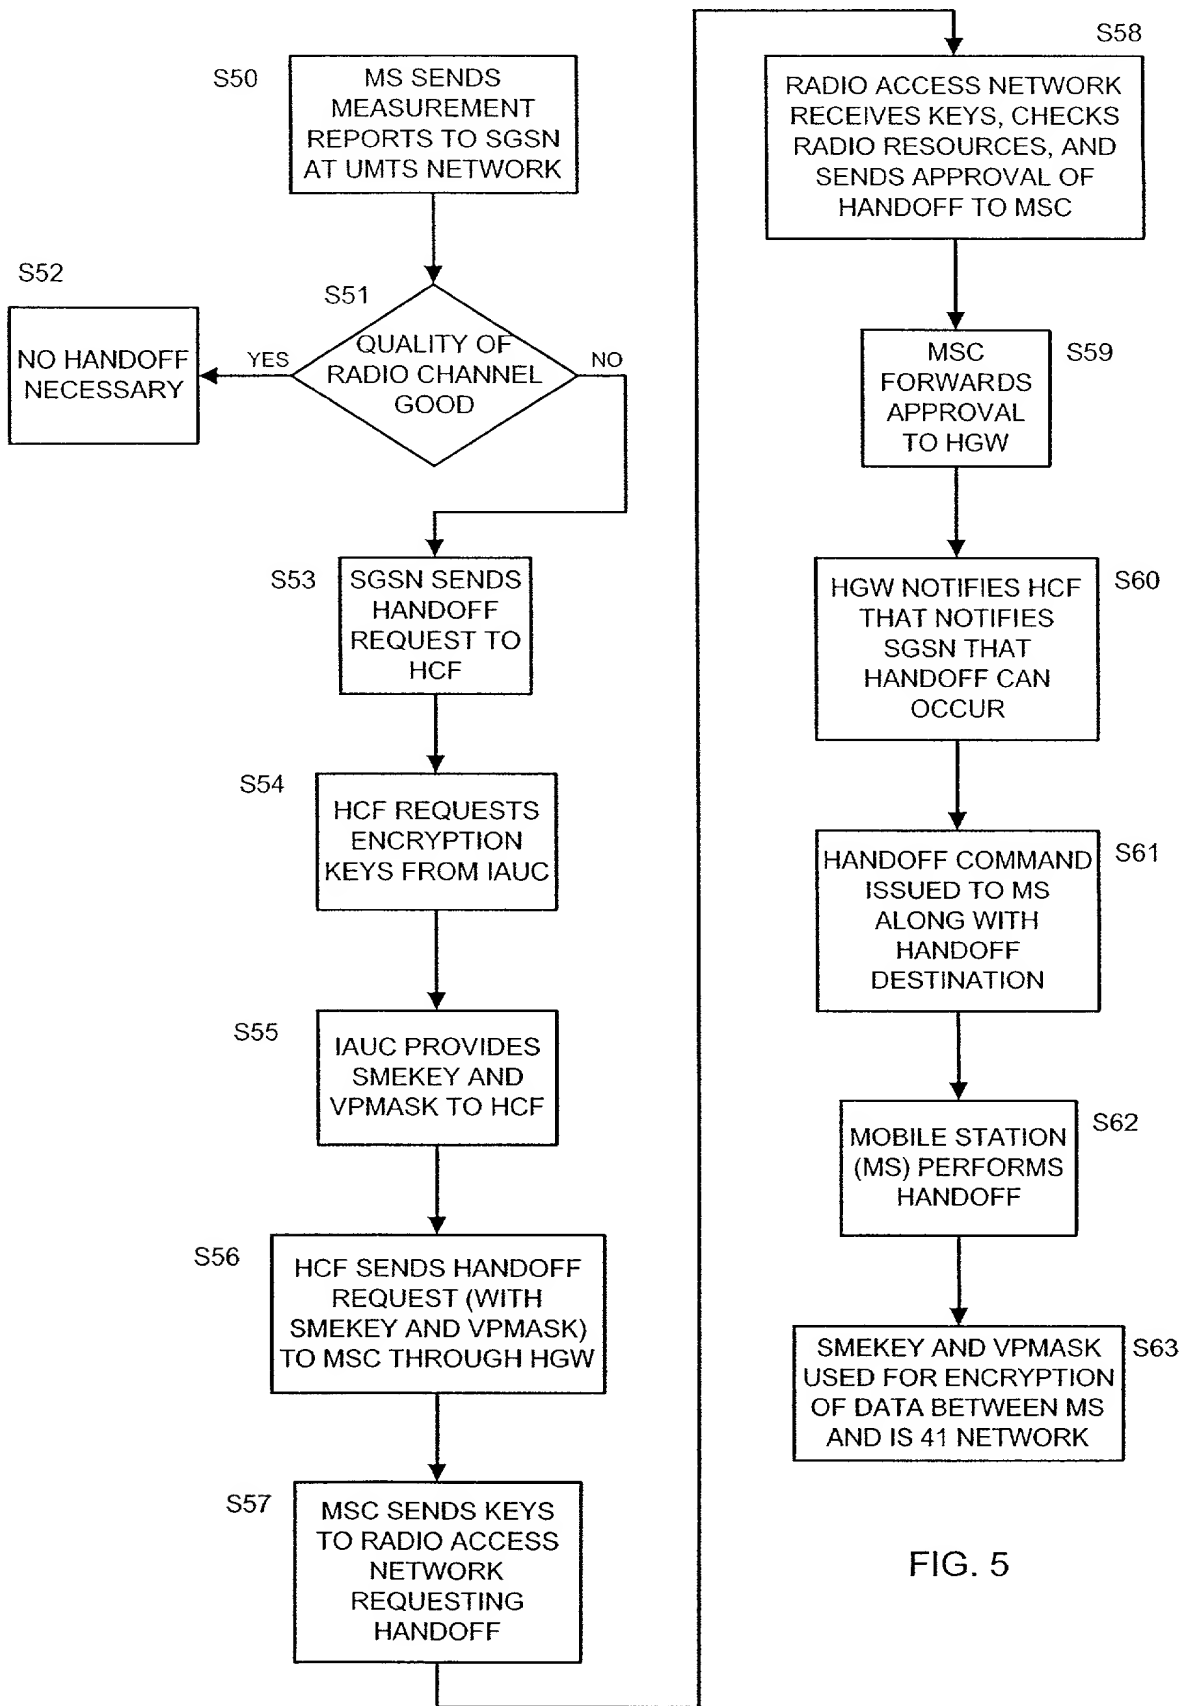 S50
MS SENDS
MEASUREMENT
REPORTS TO SGSN
AT UMTS NETWORK
S51
QUALITY OF
RADIO CHANNEL
GOOD
YES
NO
S52
NO HANDOFF
NECESSARY
S53
SGSN SENDS
HANDOFF
REQUEST TO
HCF
S54
HCF REQUESTS
ENCRYPTION
KEYS FROM IAUC
S55
IAUC PROVIDES
SMEKEY AND
VPMASK TO HCF
S56
HCF SENDS HANDOFF
REQUEST (WITH
SMEKEY AND VPMASK)
TO MSC THROUGH HGW
S57
MSC SENDS KEYS
TO RADIO ACCESS
NETWORK
REQUESTING
HANDOFF
S58
RADIO ACCESS NETWORK
RECEIVES KEYS, CHECKS
RADIO RESOURCES, AND
SENDS APPROVAL OF
HANDOFF TO MSC
S59
MSC
FORWARDS
APPROVAL
TO HGW
S60
HGW NOTIFIES HCF
THAT NOTIFIES
SGSN THAT
HANDOFF CAN
OCCUR
S61
HANDOFF COMMAND
ISSUED TO MS
ALONG WITH
HANDOFF
DESTINATION
S62
MOBILE STATION
(MS) PERFORMS
HANDOFF
S63
SMEKEY AND VPMASK
USED FOR ENCRYPTION
OF DATA BETWEEN MS
AND IS 41 NETWORK
FIG. 5